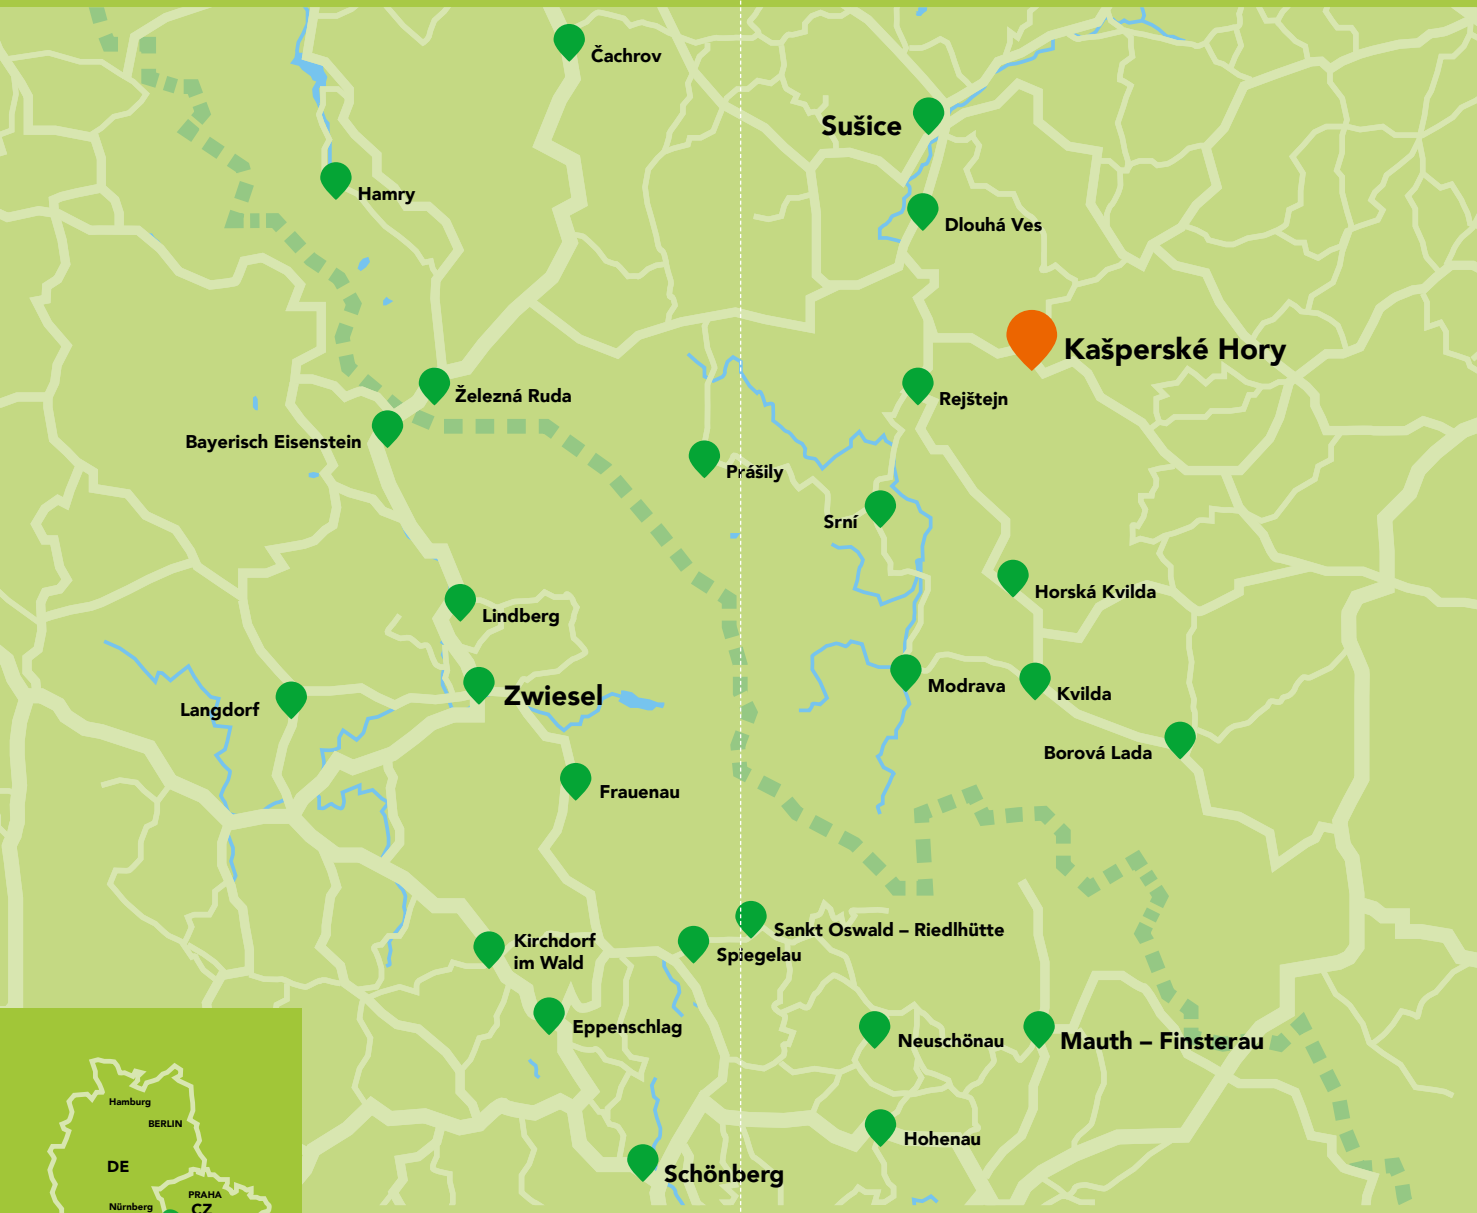 Čachrov
Sušice
Hamry
Dlouhá Ves
Kašperské Hory
Železná Ruda
Rejštejn
Bayerisch Eisenstein
Prášily
Srní
Horská Kvilda
Lindberg
Modrava
Kvilda
Zwiesel
Langdorf
Borová Lada
Frauenau
Sankt Oswald – Riedlhütte
Kirchdorf
im Wald
Spiegelau
Eppenschlag
Neuschönau
Mauth – Finsterau
Hohenau
Schönberg
Hamburg
BERLIN
DE
PRAHA
Nürnberg
CZ